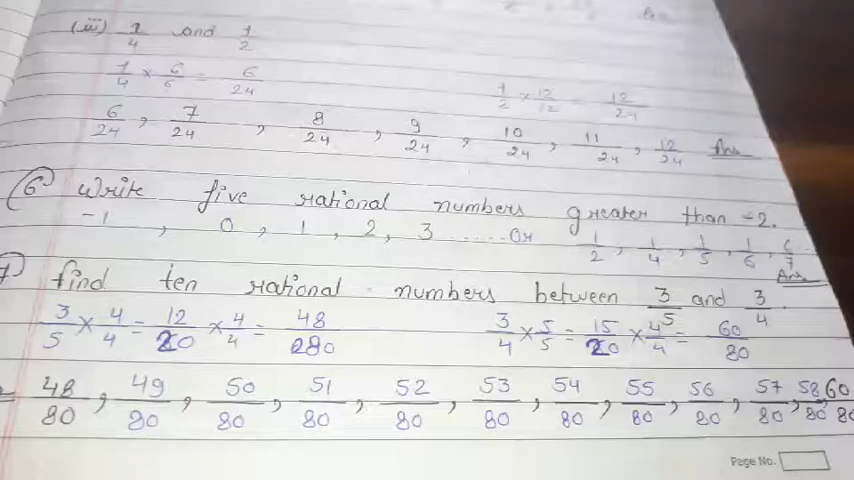 (iii) 1/4 and 1/2
1/4 × 6/6 = 6/24    1/2 × 12/12 = 12/24
6/24, 7/24, 8/24, 9/24, 10/24, 11/24, 12/24 Ans
6 Write five rational numbers greater than -2.
-1, 0, 1, 2, 3 ...... Or 1/2, 1/4, 1/5, 1/6, 6/7 Ans
7 find ten rational numbers between 3/5 and 3/4.
3/5 × 4/4 = 12/20 × 4/4 = 48/80    3/4 × 5/5 = 15/20 × 4/4 = 60/80
= 48/80, 49/80, 50/80, 51/80, 52/80, 53/80, 54/80, 55/80, 56/80, 57/80, 58/80 60/80
Page No.